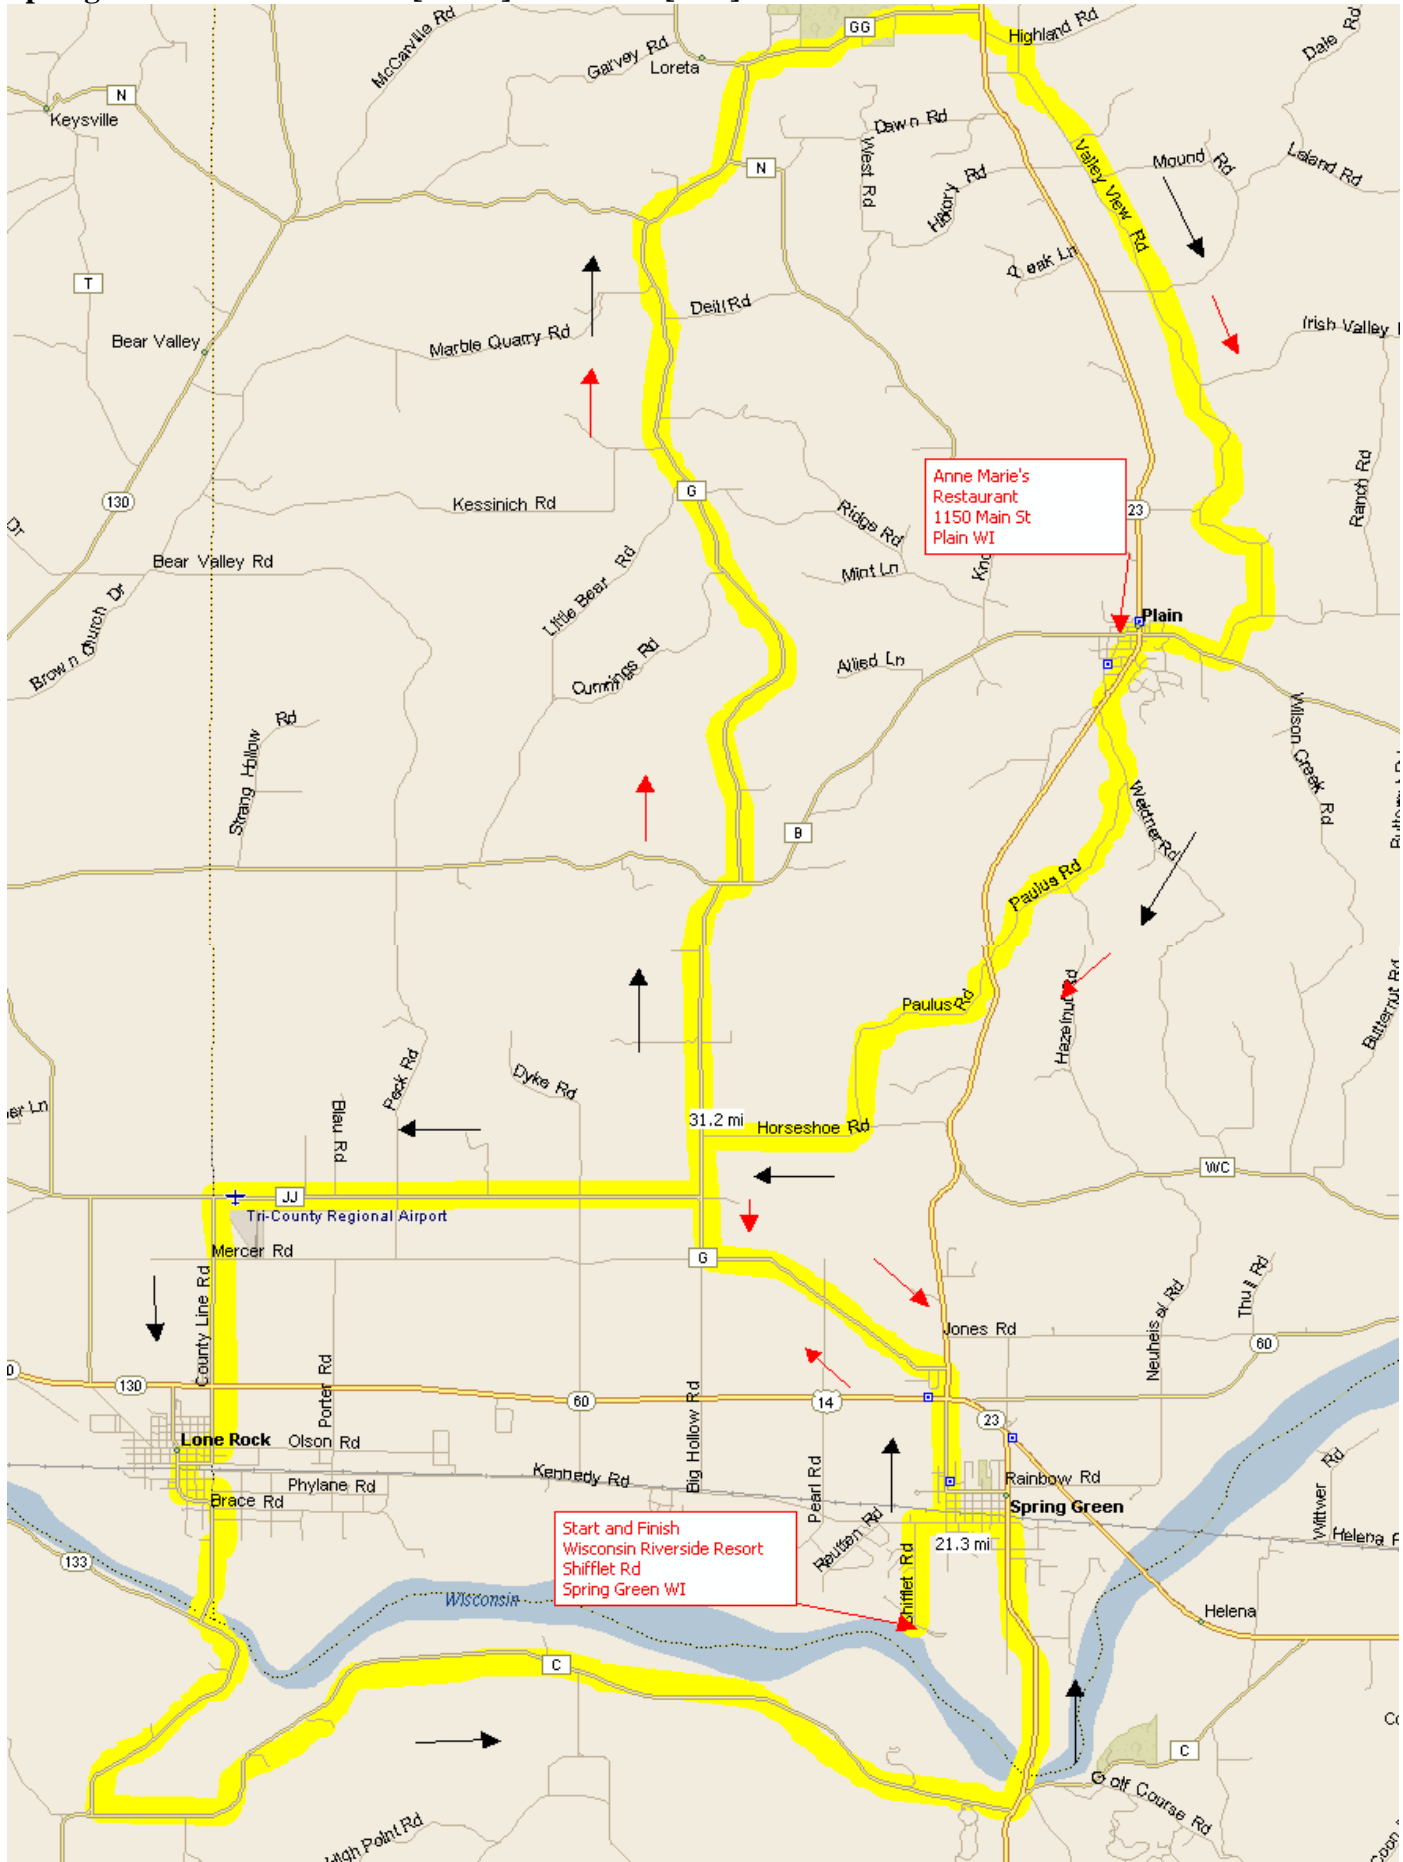 GG
Highland Rd
McCarville Rd
Garvey Rd
Loreta
Dale Rd
N
Keysville
Dawn Rd
West Rd
N
Valley View Rd
Mound Rd
Leland Rd
Hikory Rd
T
Deitl Rd
Bear Valley
Marble Quarry Rd
Irish Valley
130
Kessinich Rd
G
Ridge Rd
Anne Marie's
Restaurant
1150 Main St
Plain WI
23
Ranch Rd
Dr
Bear Valley Rd
Little Bear Rd
Mint Ln
Brown Church Dr
Plain
Cummings Rd
Allied Ln
Strang Hollow Rd
Wilson Creek Rd
Weidner Rd
B
Paulus Rd
Paulus Rd
Hazelnut Rd
Butternut Rd
Peck Rd
Dyke Rd
Blau Rd
31.2 mi
Horseshoe Rd
WC
JJ
Tri-County Regional Airport
Mercer Rd
G
County Line Rd
Thull Rd
Neuheisel Rd
Jones Rd
60
Porter Rd
130
60
Big Hollow Rd
14
23
Lone Rock
Olson Rd
Kennedy Rd
Pearl Rd
Rainbow Rd
Phylane Rd
Brace Rd
Spring Green
Wittwer Rd
Reutten Rd
Helena
133
Start and Finish
Wisconsin Riverside Resort
Shifflet Rd
Spring Green WI
21.3 mi
Shifflet Rd
Wisconsin
Helena
C
C
Golf Course Rd
High Point Rd